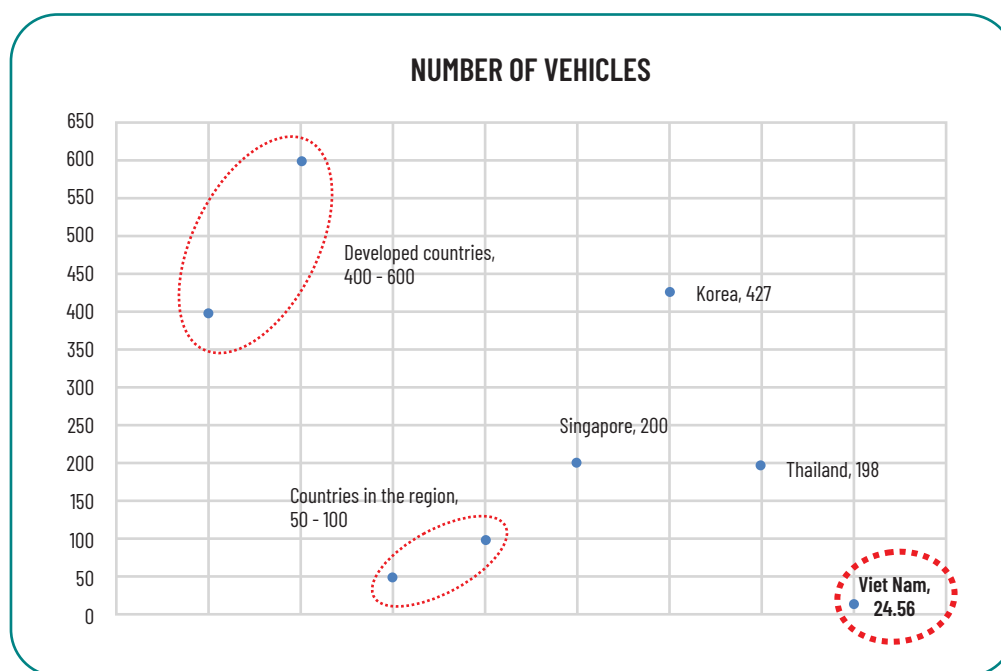 NUMBER OF VEHICLES
650
600
550
500
450
400
350
300
250
200
150
100
50
0
Developed countries,
400 - 600
Korea, 427
Singapore, 200
Thailand, 198
Countries in the region,
50 - 100
Viet Nam,
24.56